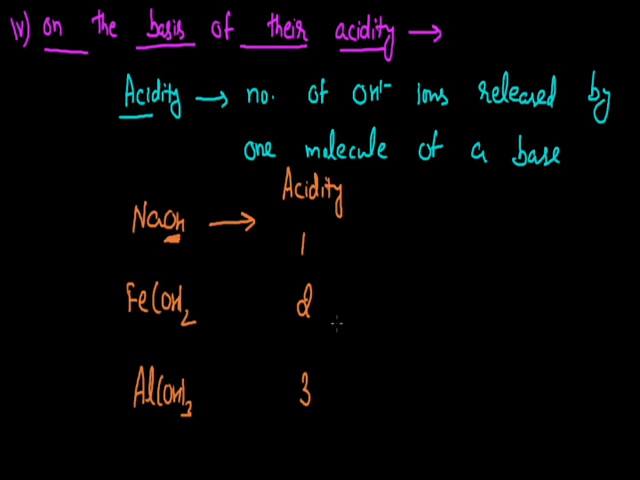 iv) on the basis of their acidity →
Acidity → no. of OH¹⁻ ions released by
one molecule of a base
Acidity
NaOH →
1
Fe(OH)₂ 2
Al(OH)₃ 3